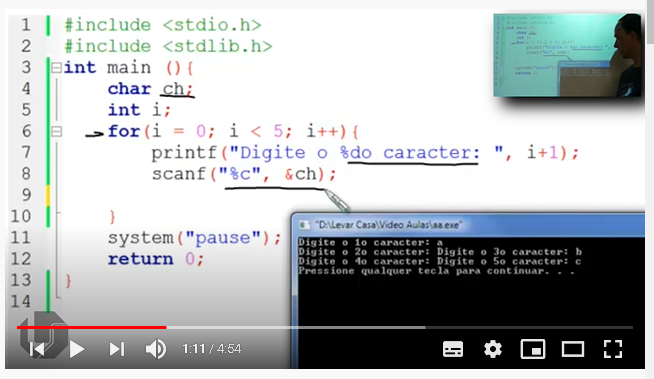 1 #include <stdio.h>
2 #include <stdlib.h>
3 int main (){
4 char ch;
5 int i;
6 for(i = 0; i < 5; i++){
7 printf("Digite o %do caracter: ", i+1);
8 scanf("%c", &ch);
9
10 }
11 system("pause");
12 return 0;
13 }
14
"D:\Levar Casa\Video Aulas\aa.exe"
Digite o 1o caracter: a
Digite o 2o caracter: Digite o 3o caracter: b
Digite o 4o caracter: Digite o 5o caracter: c
Pressione qualquer tecla para continuar. . .
1:11 / 4:54